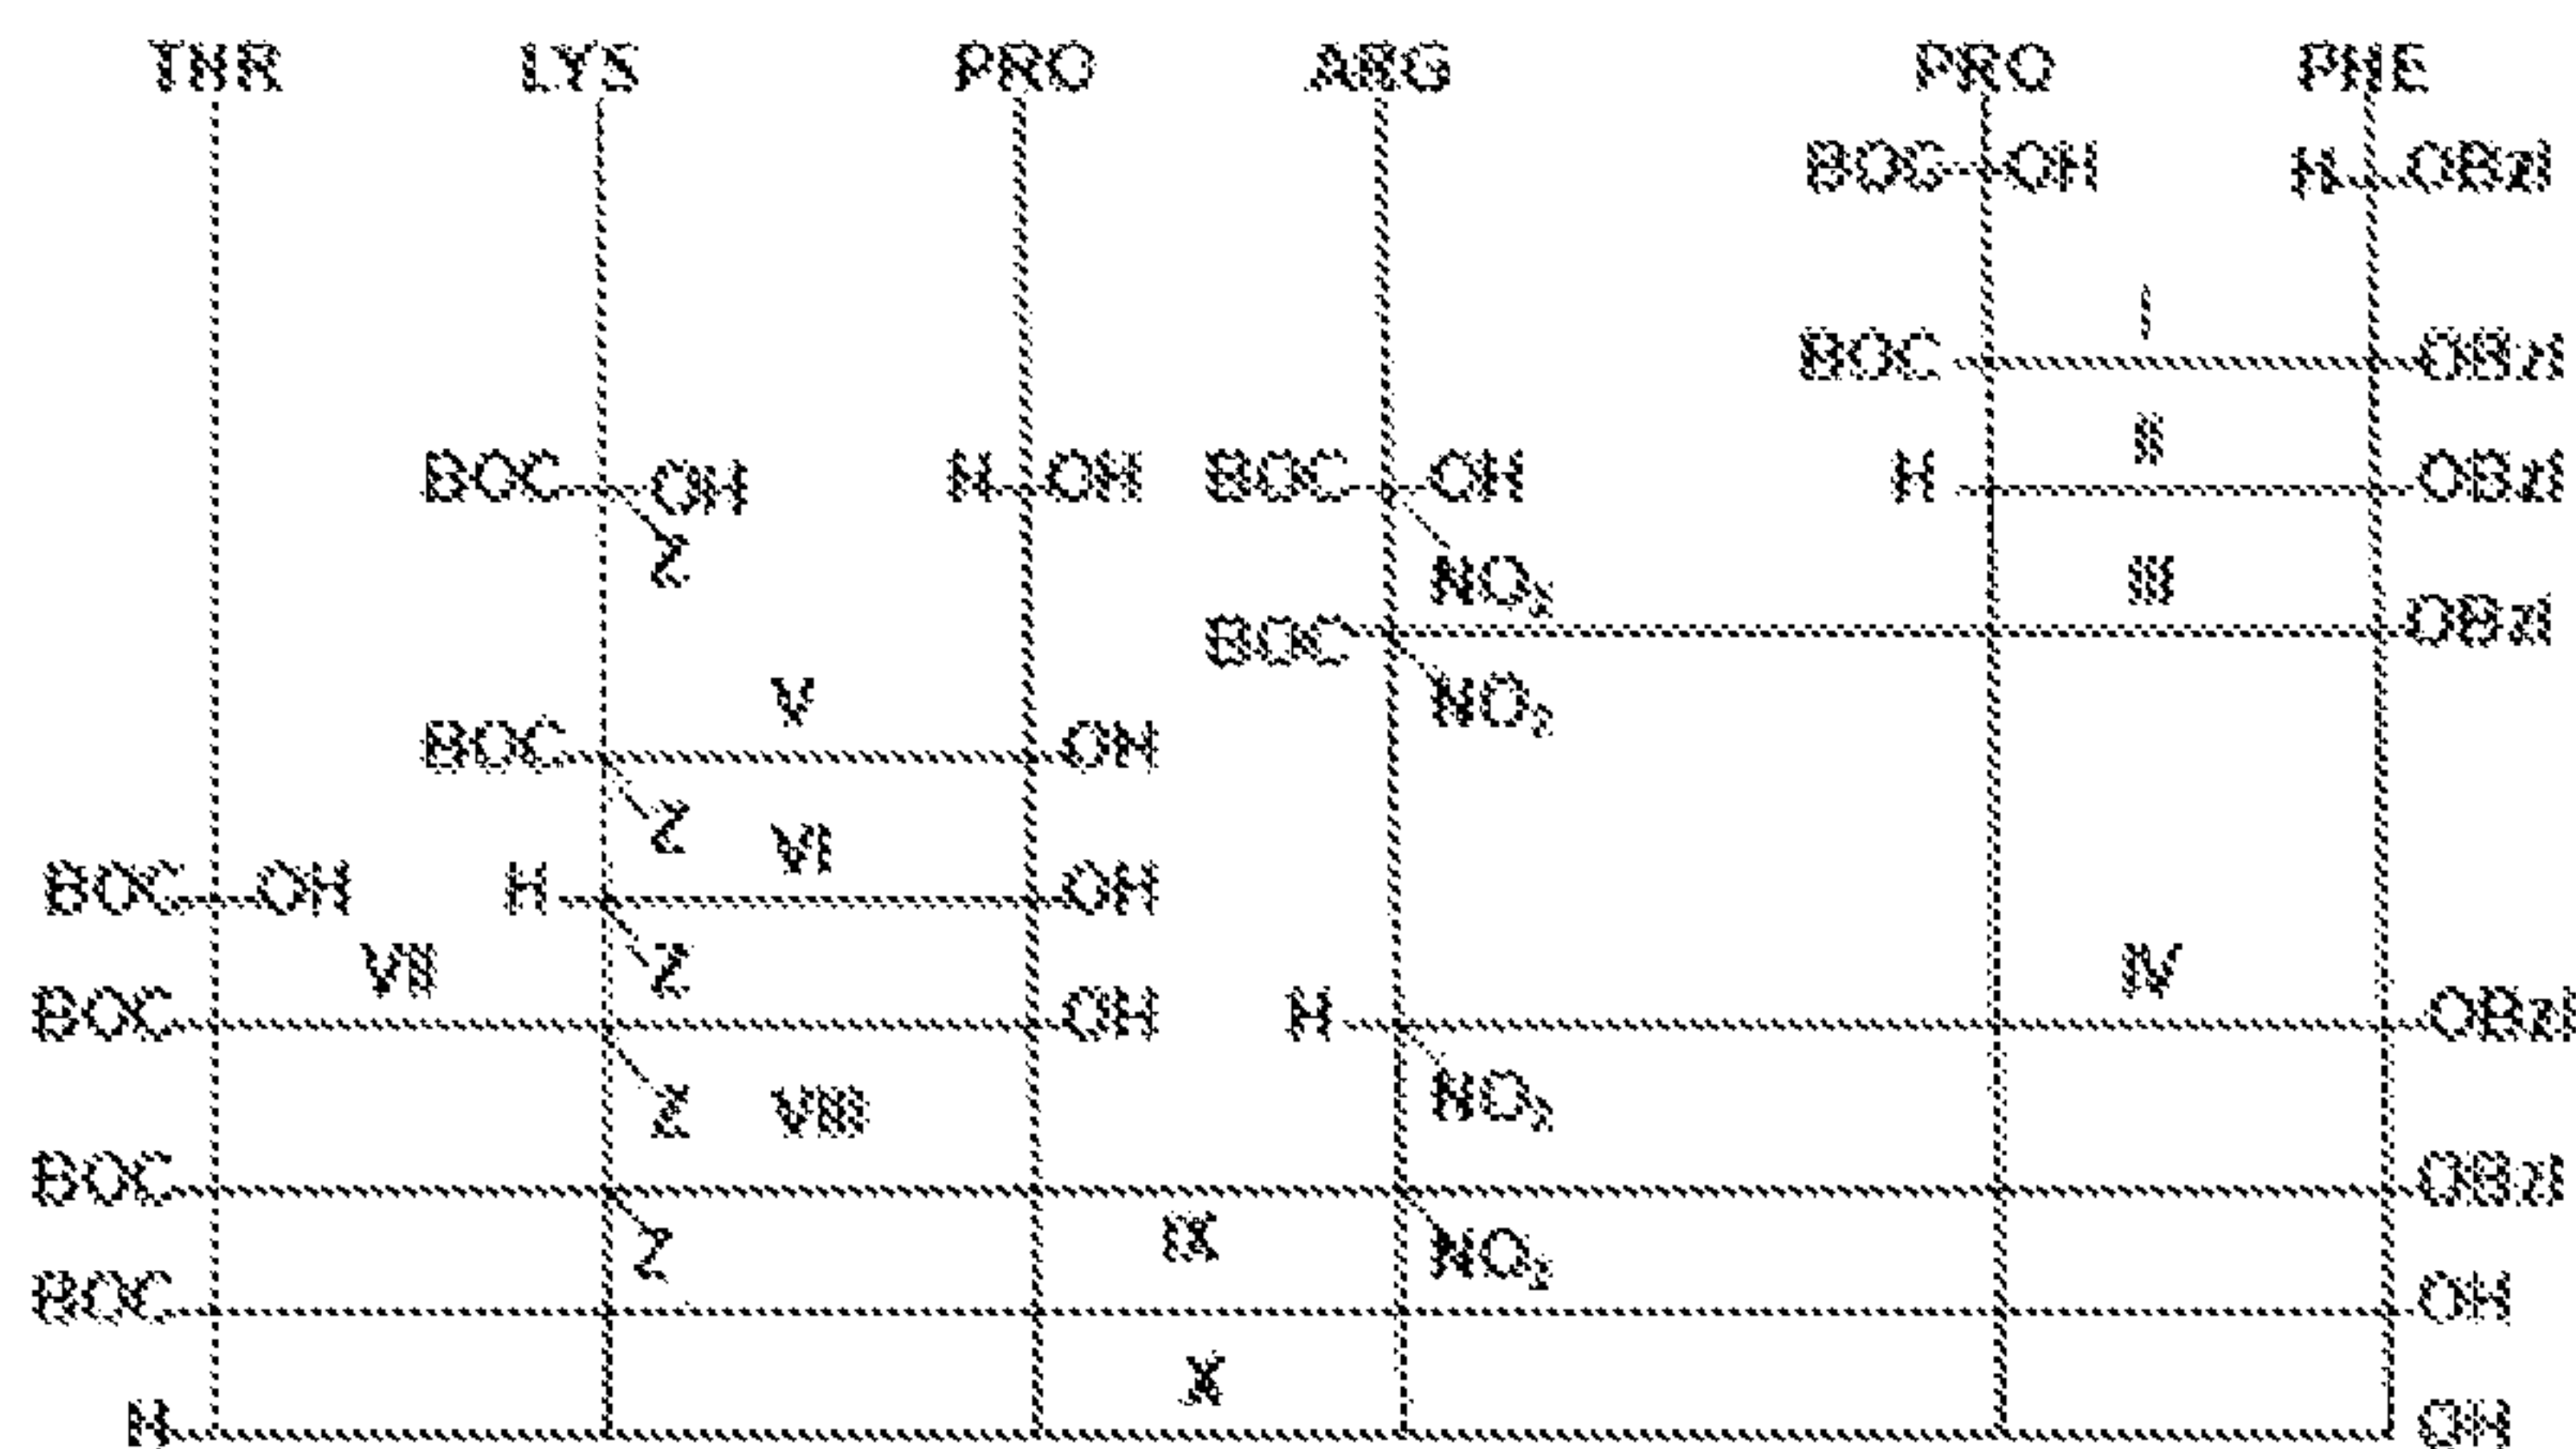 THR LYS PRO ARG PRO PHE
BOC OH H OBzl
I
BOC OBzl
II
BOC OH H OH BOC OH H OBzl
Z NO2 III
BOC OBzl
V NO2
BOC OH
Z VI
BOC OH H OH
VII Z IV
BOC OH H OBzl
Z VIII NO2
BOC OBzl
Z IX NO2
BOC OH
X
H OH